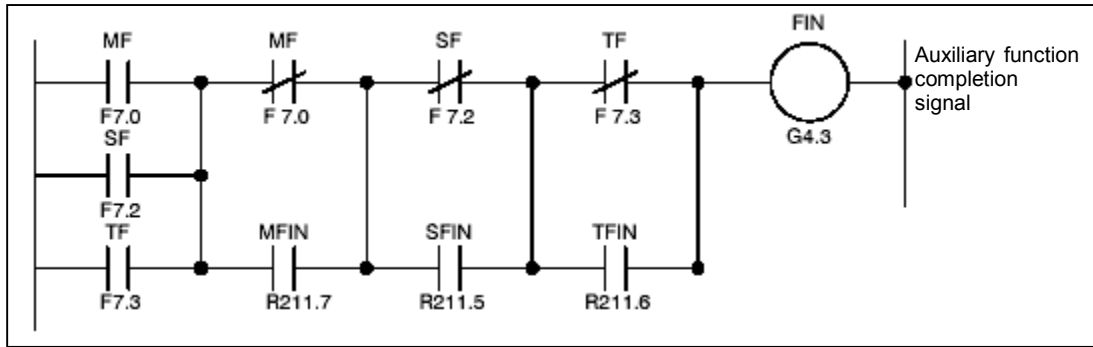 MF MF SF TF FIN
Auxiliary function
completion
signal
F7.0 F 7.0 F 7.2 F 7.3 G4.3
SF
F7.2
TF MFIN SFIN TFIN
F7.3 R211.7 R211.5 R211.6